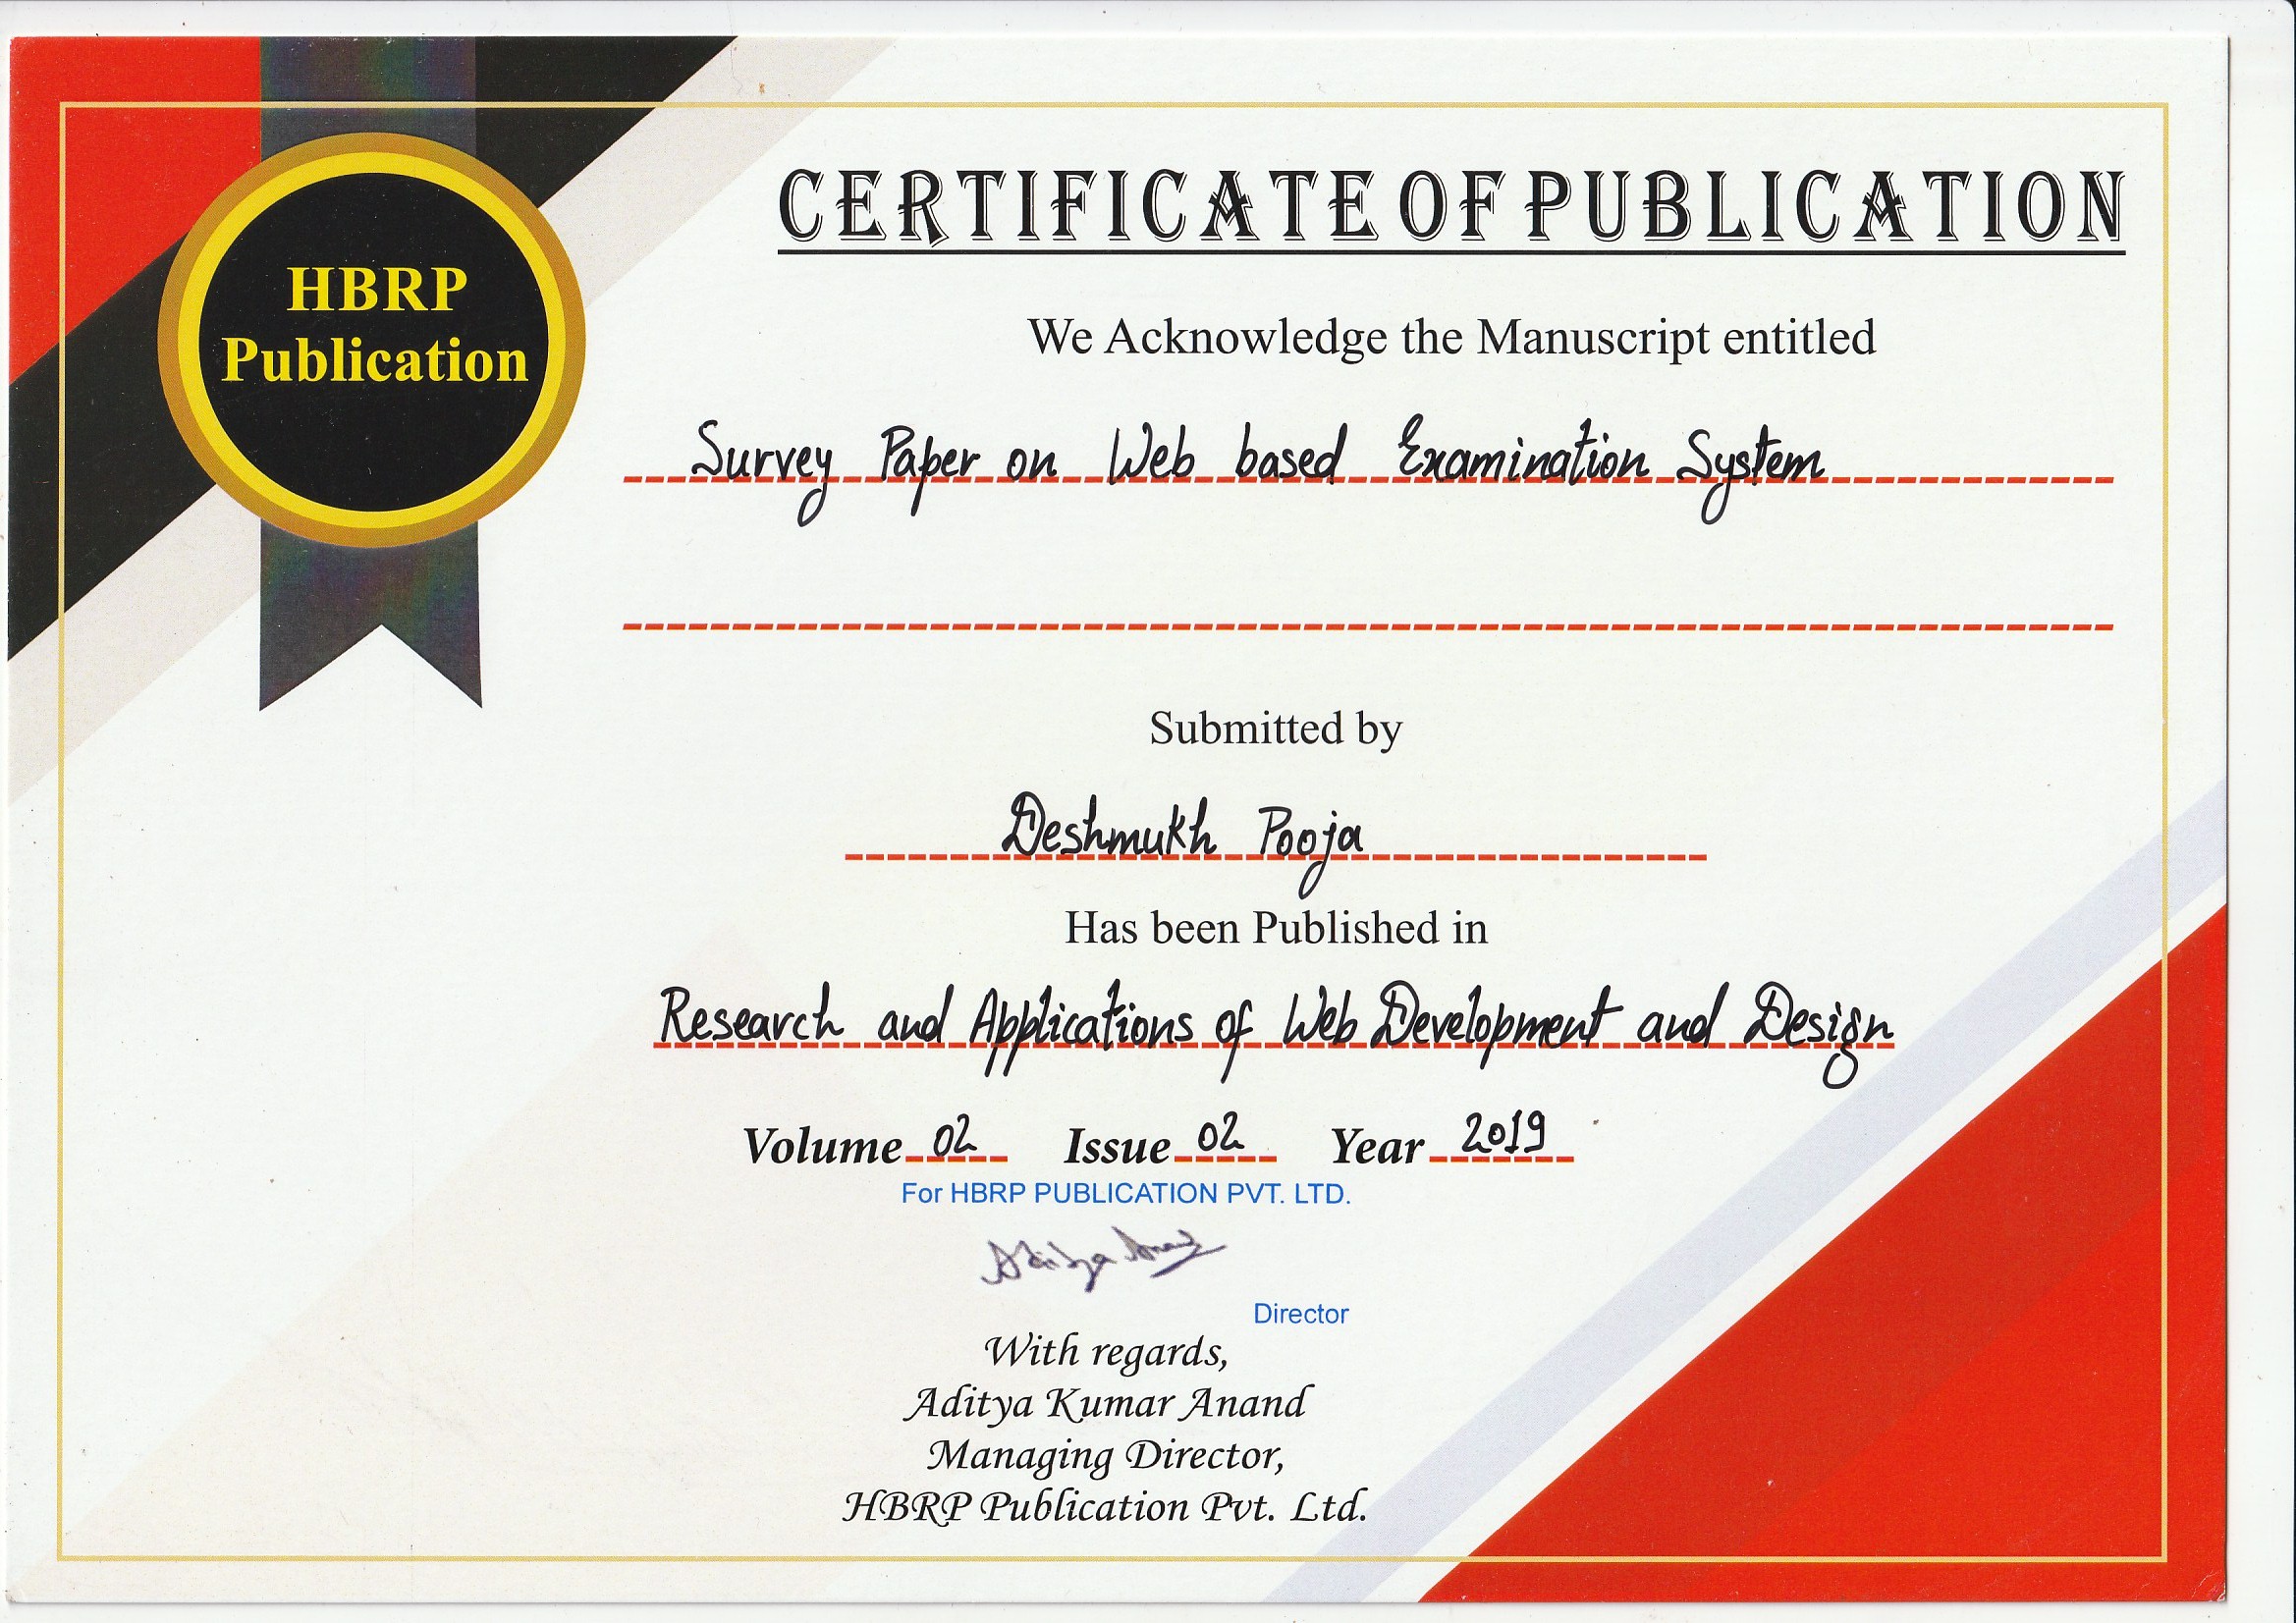 HBRP
Publication
CERTIFICATE OF PUBLICATION
We Acknowledge the Manuscript entitled
Survey Paper on Web based Examination System
Submitted by
Deshmukh Pooja
Has been Published in
Research and Applications of Web Development and Design
Volume 02 Issue 02 Year 2019
For HBRP PUBLICATION PVT. LTD.
Aditya Anand
Director
With regards,
Aditya Kumar Anand
Managing Director,
HBRP Publication Pvt. Ltd.